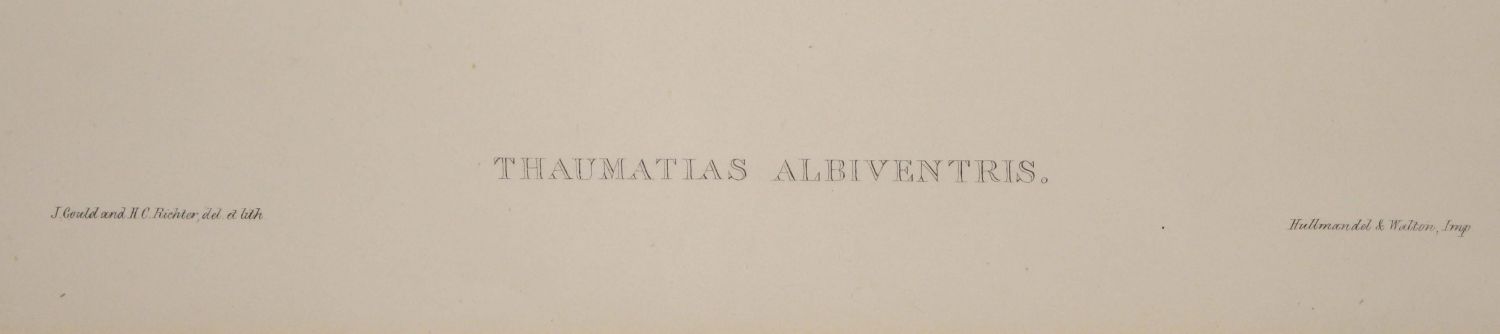 THAUMATIAS ALBIVENTRIS.
J. Gould and H. C. Richter, del. et lith.
Hullmandel & Walton, Imp